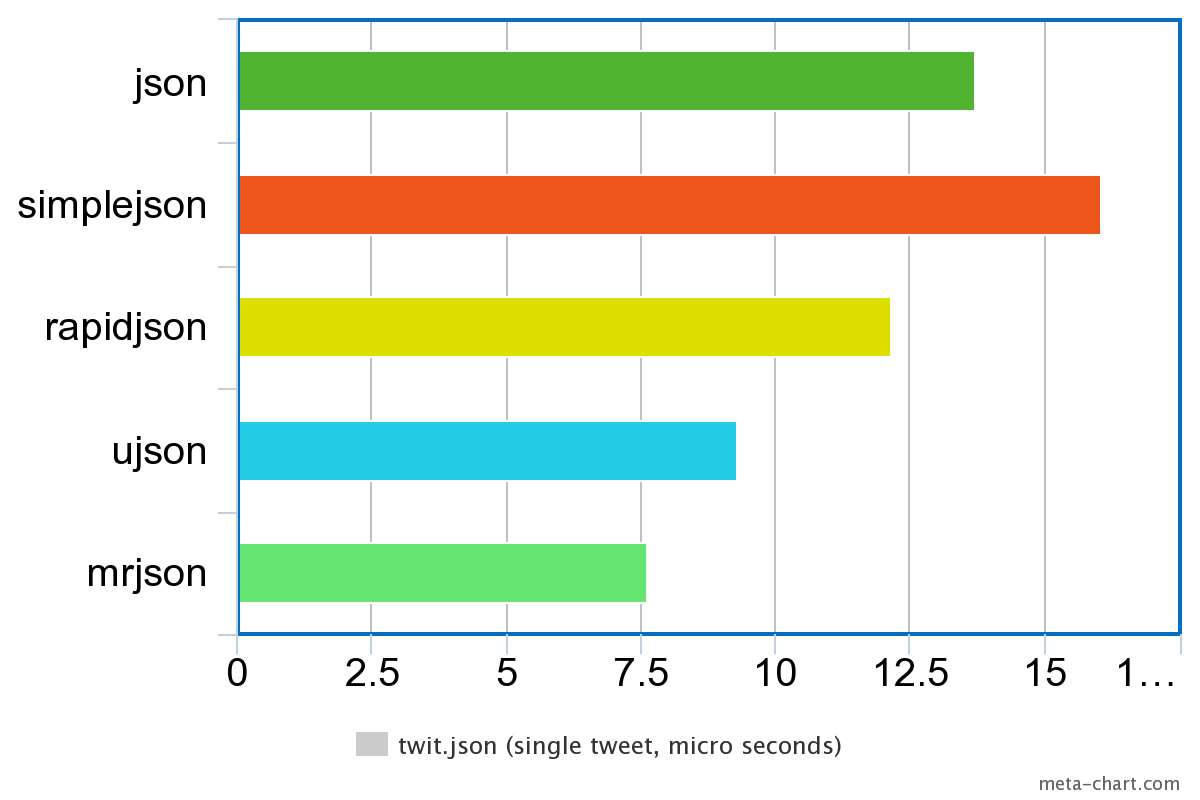 json
simplejson
rapidjson
ujson
mrjson
0 2.5 5 7.5 10 12.5 15 1…
twit.json (single tweet, micro seconds)
meta-chart.com